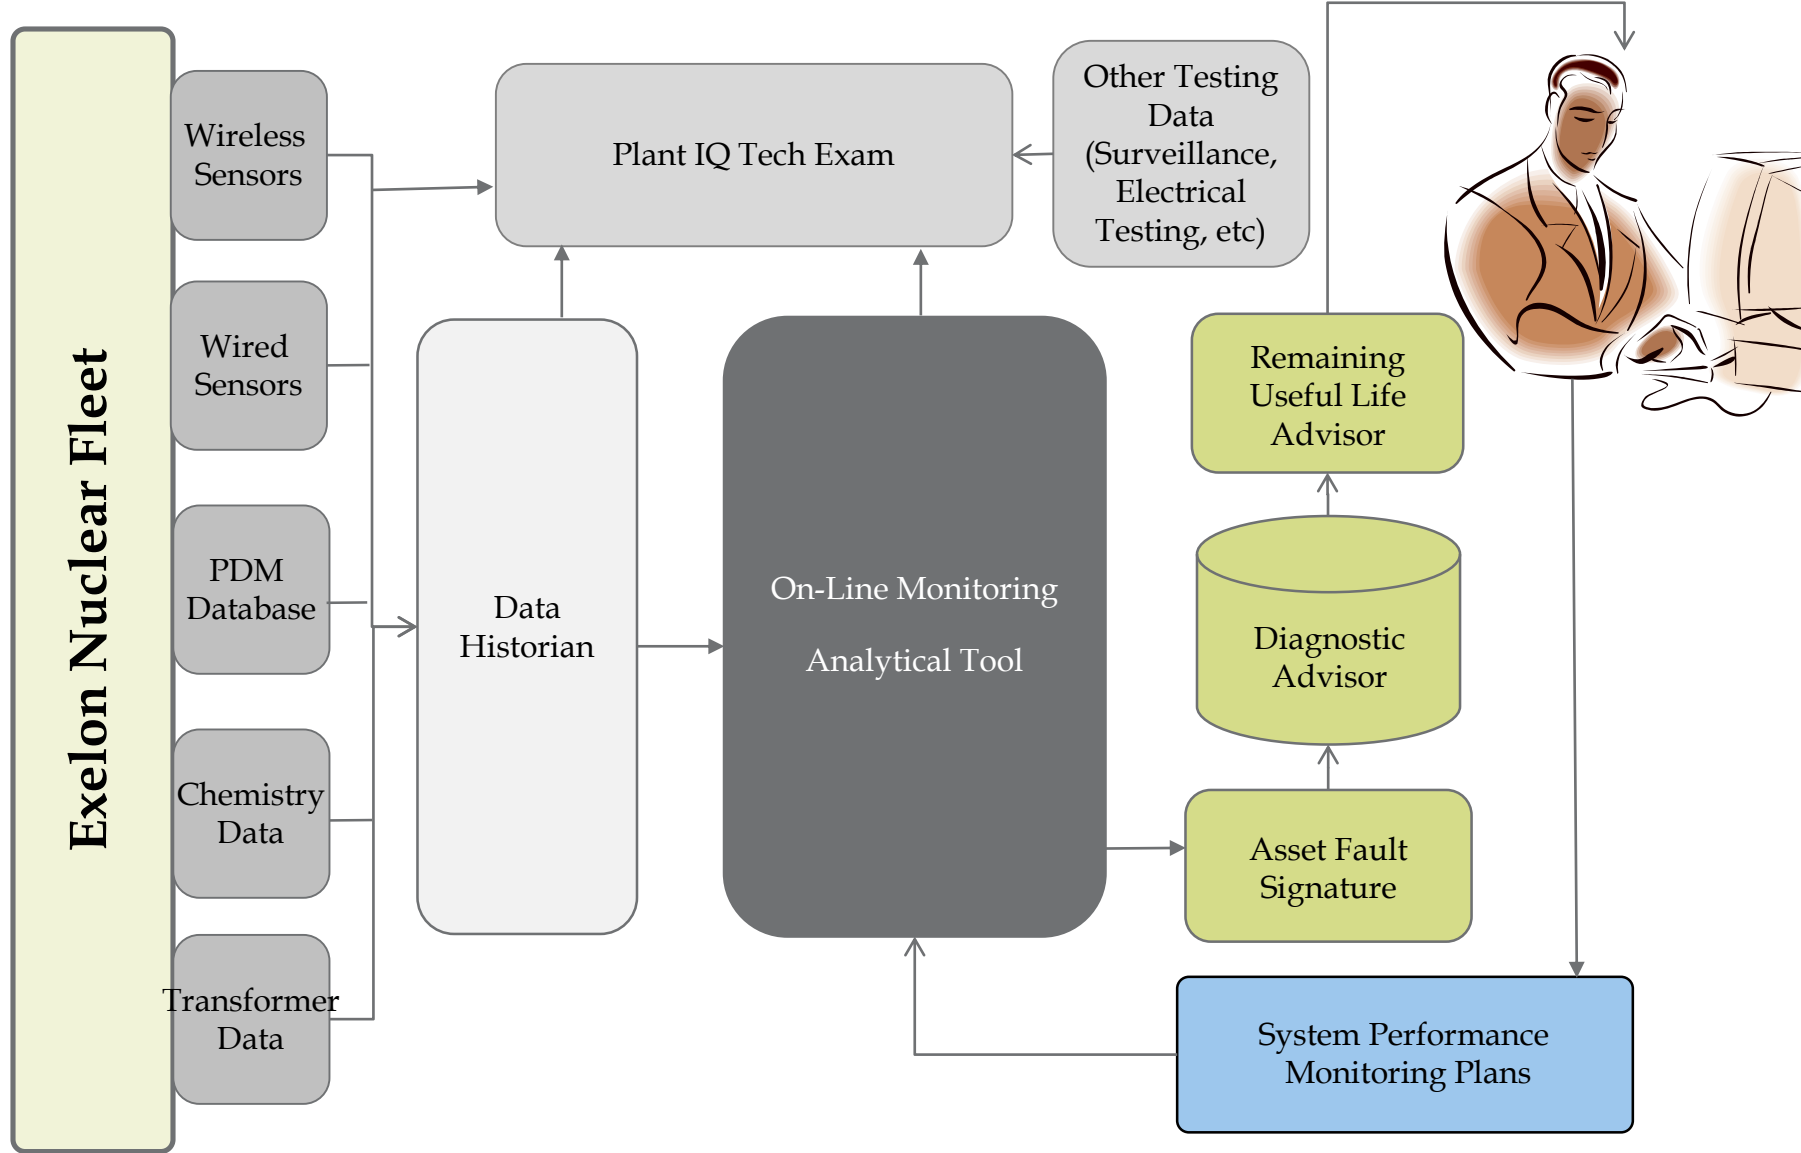 Exelon Nuclear Fleet
Wireless
Sensors
Wired
Sensors
PDM
Database
Chemistry
Data
Transformer
Data
Plant IQ Tech Exam
Other Testing
Data
(Surveillance,
Electrical
Testing, etc)
Data
Historian
On-Line Monitoring
Analytical Tool
Remaining
Useful Life
Advisor
Diagnostic
Advisor
Asset Fault
Signature
System Performance
Monitoring Plans